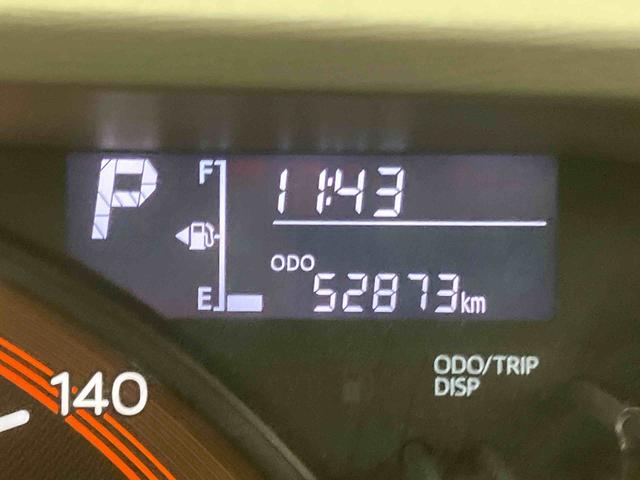 P
F
11:43
ODO
52873km
E
ODO/TRIP
DISP
140